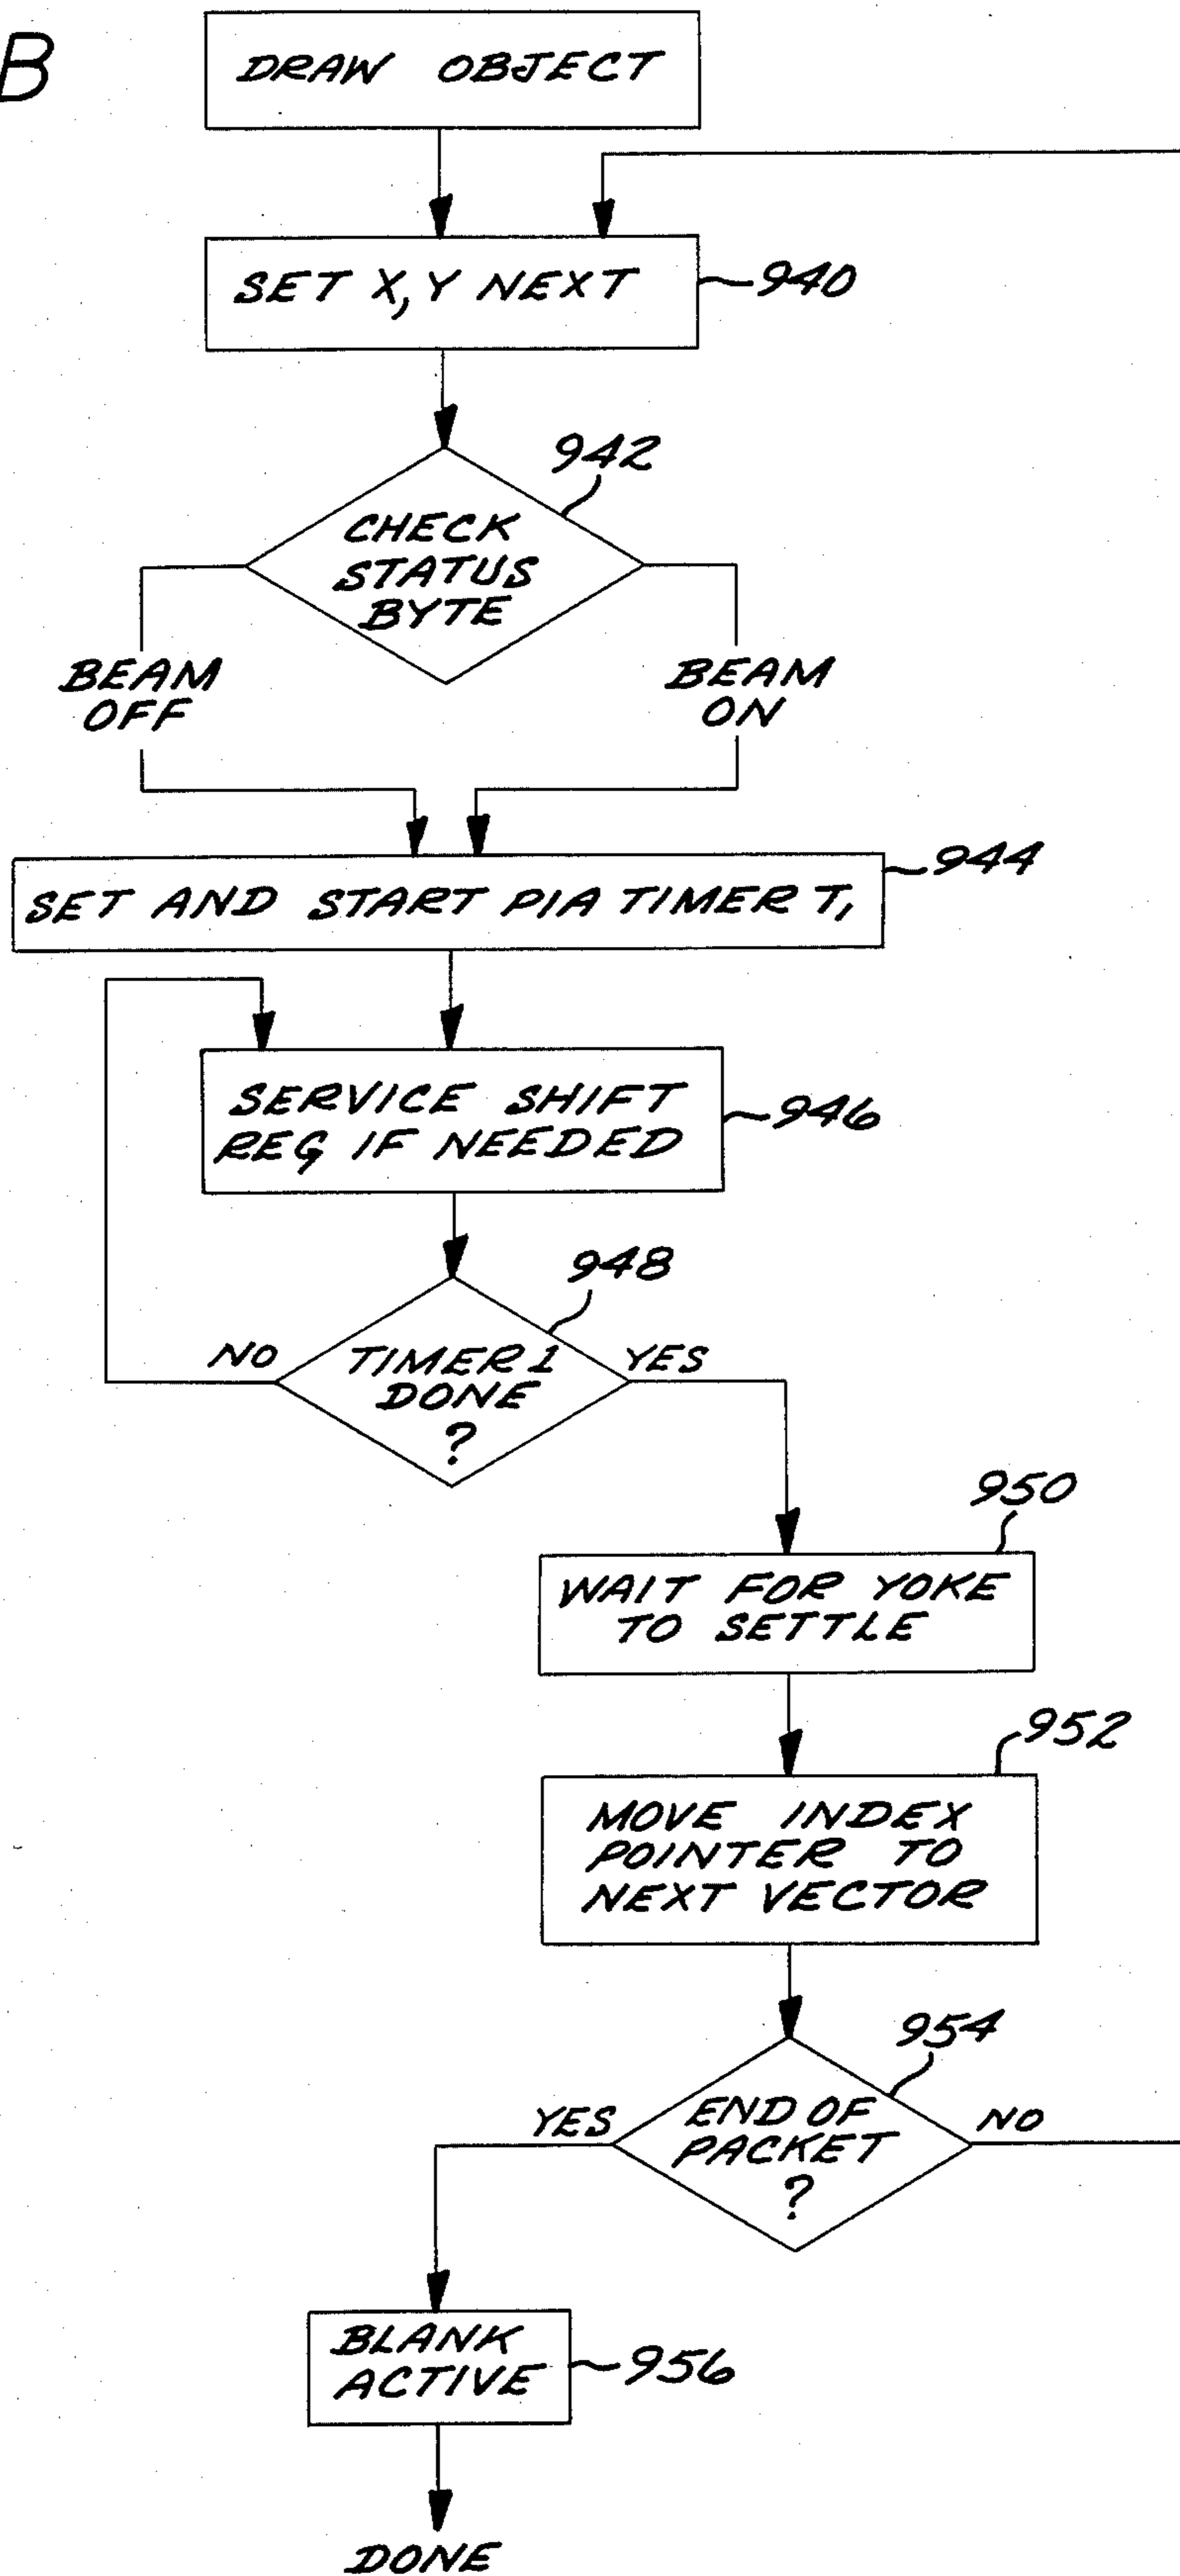 B
DRAW OBJECT
SET X,Y NEXT
940
942
CHECK
STATUS
BYTE
BEAM
OFF
BEAM
ON
944
SET AND START PIA TIMER T,
SERVICE SHIFT
REG IF NEEDED
946
948
NO
TIMER 1
DONE
?
YES
950
WAIT FOR YOKE
TO SETTLE
952
MOVE INDEX
POINTER TO
NEXT VECTOR
954
YES
END OF
PACKET
?
NO
BLANK
ACTIVE
956
DONE